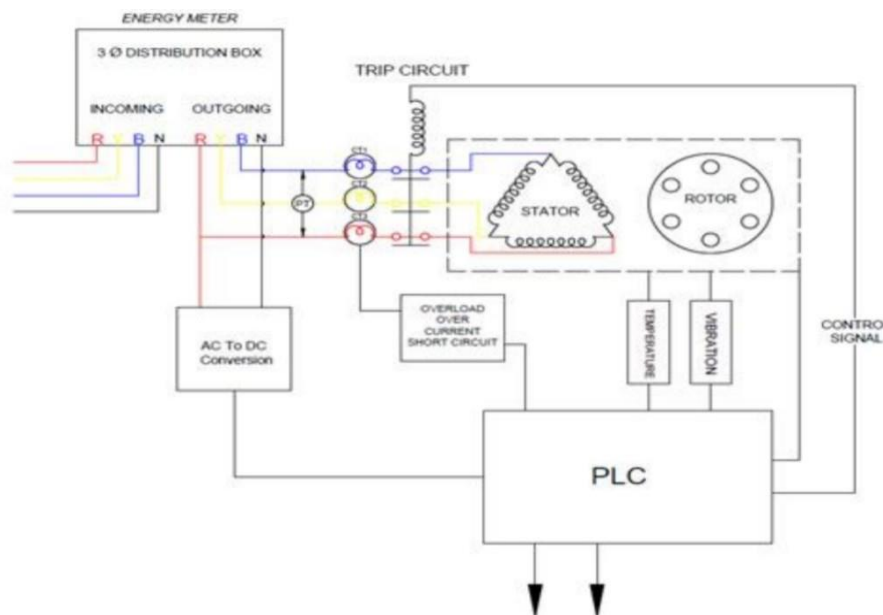 ENERGY METER
3 Ø DISTRIBUTION BOX
INCOMING OUTGOING
R Y B N R Y B N
TRIP CIRCUIT
CT1
CT2
CT3
PT
STATOR
ROTOR
OVERLOAD
OVER
CURRENT
SHORT CIRCUIT
TEMPERATURE
VIBRATION
CONTRO
SIGNAL
AC To DC
Conversion
PLC